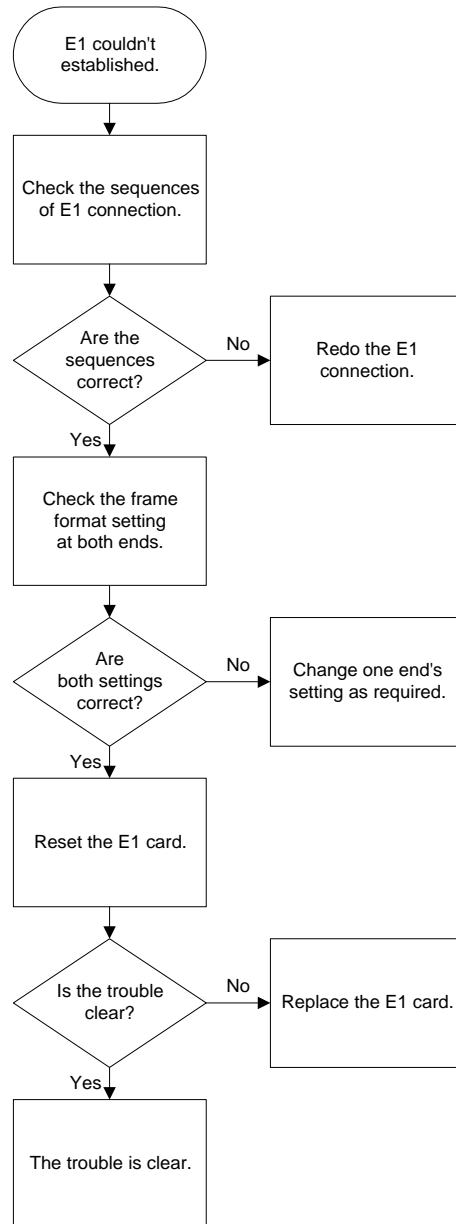 E1 couldn't
established.
Check the sequences
of E1 connection.
Are the
sequences
correct?
No
Redo the E1
connection.
Yes
Check the frame
format setting
at both ends.
Are
both settings
correct?
No
Change one end's
setting as required.
Yes
Reset the E1 card.
Is the trouble
clear?
No
Replace the E1 card.
Yes
The trouble is clear.